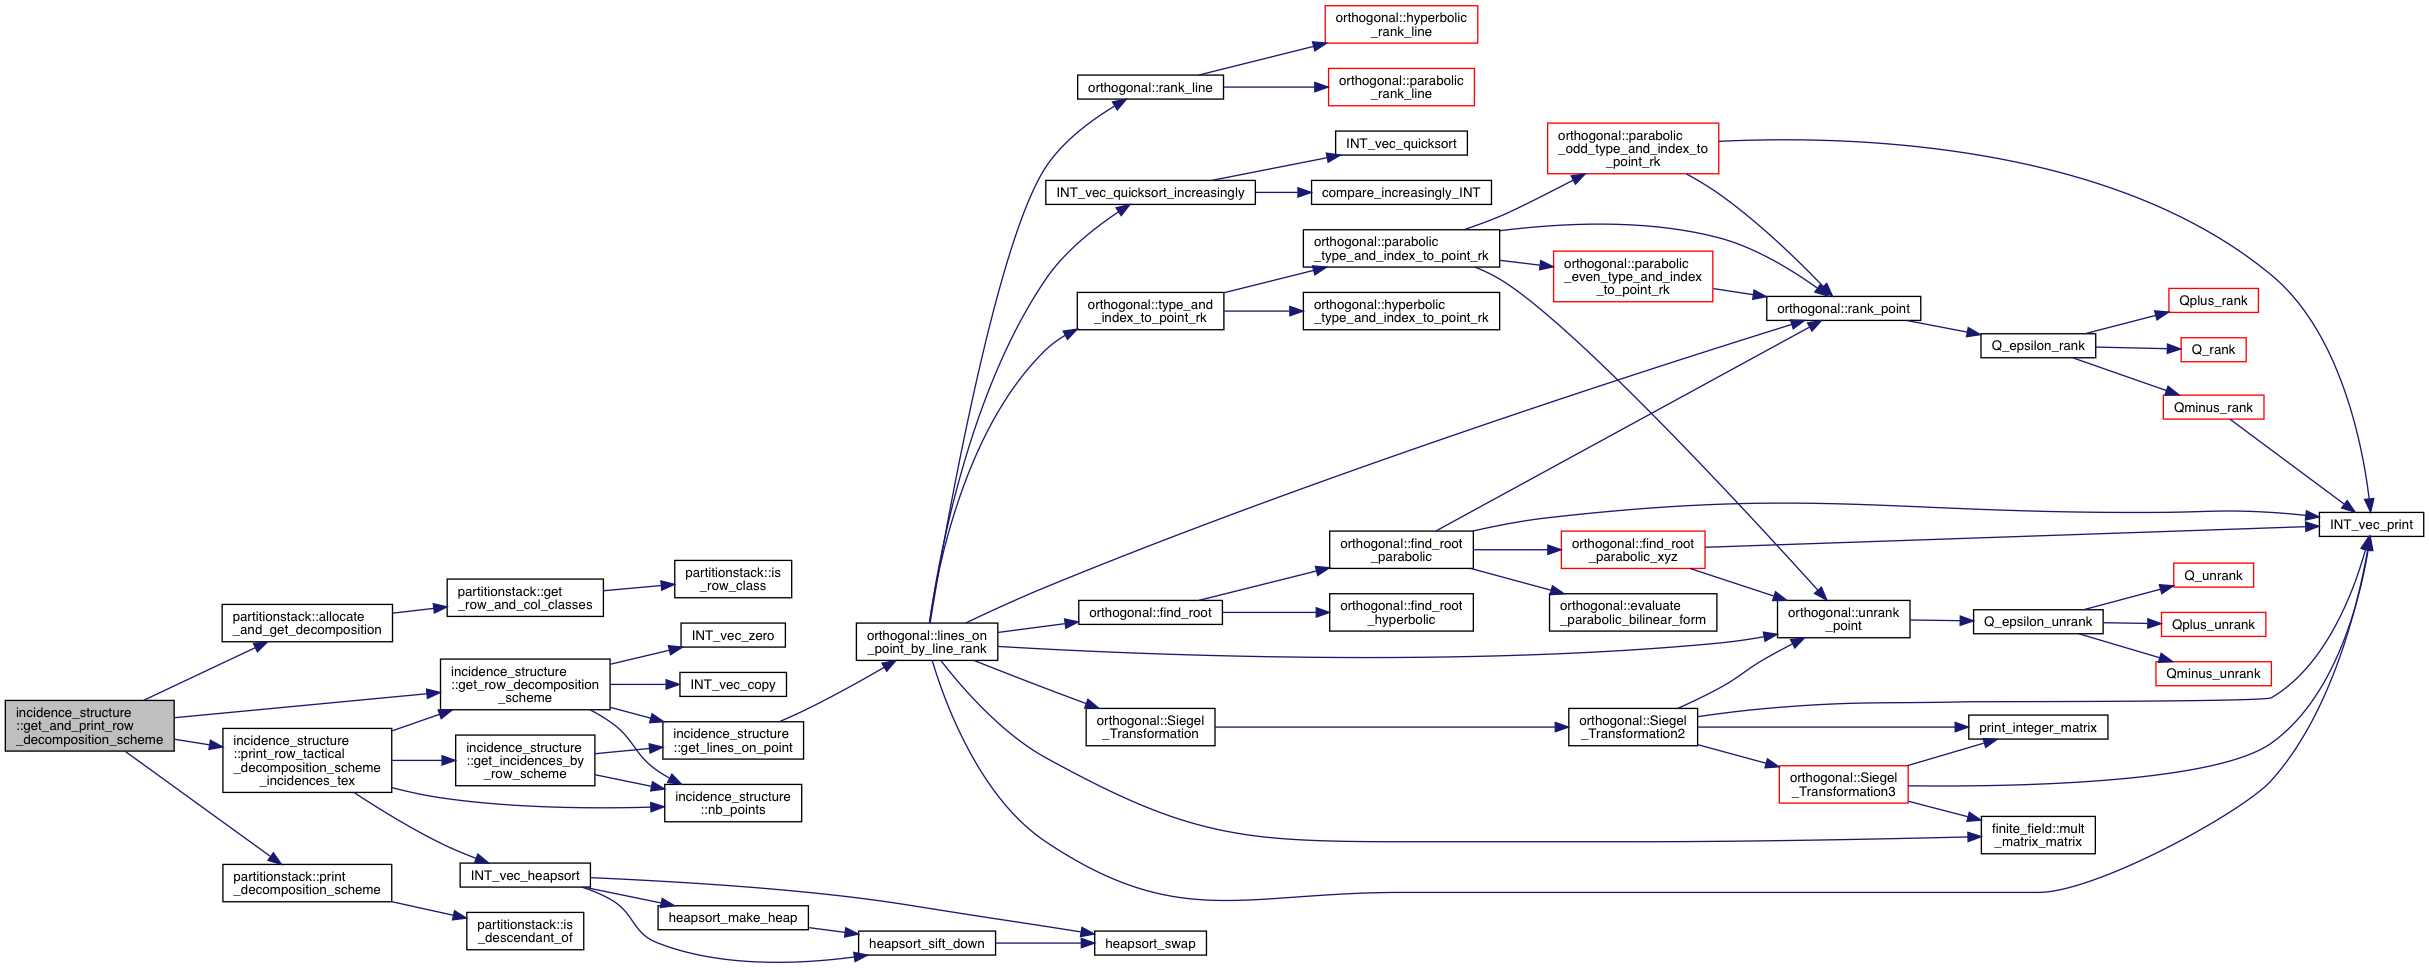 incidence_structure
::get_and_print_row
_decomposition_scheme
partitionstack::allocate
_and_get_decomposition
partitionstack::get
_row_and_col_classes
partitionstack::is
_row_class
incidence_structure
::get_row_decomposition
_scheme
INT_vec_zero
INT_vec_copy
incidence_structure
::get_lines_on_point
incidence_structure
::print_row_tactical
_decomposition_scheme
_incidences_tex
incidence_structure
::get_incidences_by
_row_scheme
incidence_structure
::nb_points
partitionstack::print
_decomposition_scheme
partitionstack::is
_descendant_of
INT_vec_heapsort
heapsort_make_heap
heapsort_sift_down
heapsort_swap
orthogonal::lines_on
_point_by_line_rank
orthogonal::rank_line
orthogonal::hyperbolic
_rank_line
orthogonal::parabolic
_rank_line
INT_vec_quicksort_increasingly
INT_vec_quicksort
compare_increasingly_INT
orthogonal::type_and
_index_to_point_rk
orthogonal::parabolic
_type_and_index_to_point_rk
orthogonal::hyperbolic
_type_and_index_to_point_rk
orthogonal::parabolic
_odd_type_and_index_to
_point_rk
orthogonal::parabolic
_even_type_and_index
_to_point_rk
orthogonal::rank_point
Q_epsilon_rank
Qplus_rank
Q_rank
Qminus_rank
INT_vec_print
orthogonal::find_root
orthogonal::find_root
_parabolic
orthogonal::find_root
_hyperbolic
orthogonal::find_root
_parabolic_xyz
orthogonal::evaluate
_parabolic_bilinear_form
orthogonal::unrank
_point
Q_epsilon_unrank
Q_unrank
Qplus_unrank
Qminus_unrank
orthogonal::Siegel
_Transformation
orthogonal::Siegel
_Transformation2
orthogonal::Siegel
_Transformation3
print_integer_matrix
finite_field::mult
_matrix_matrix